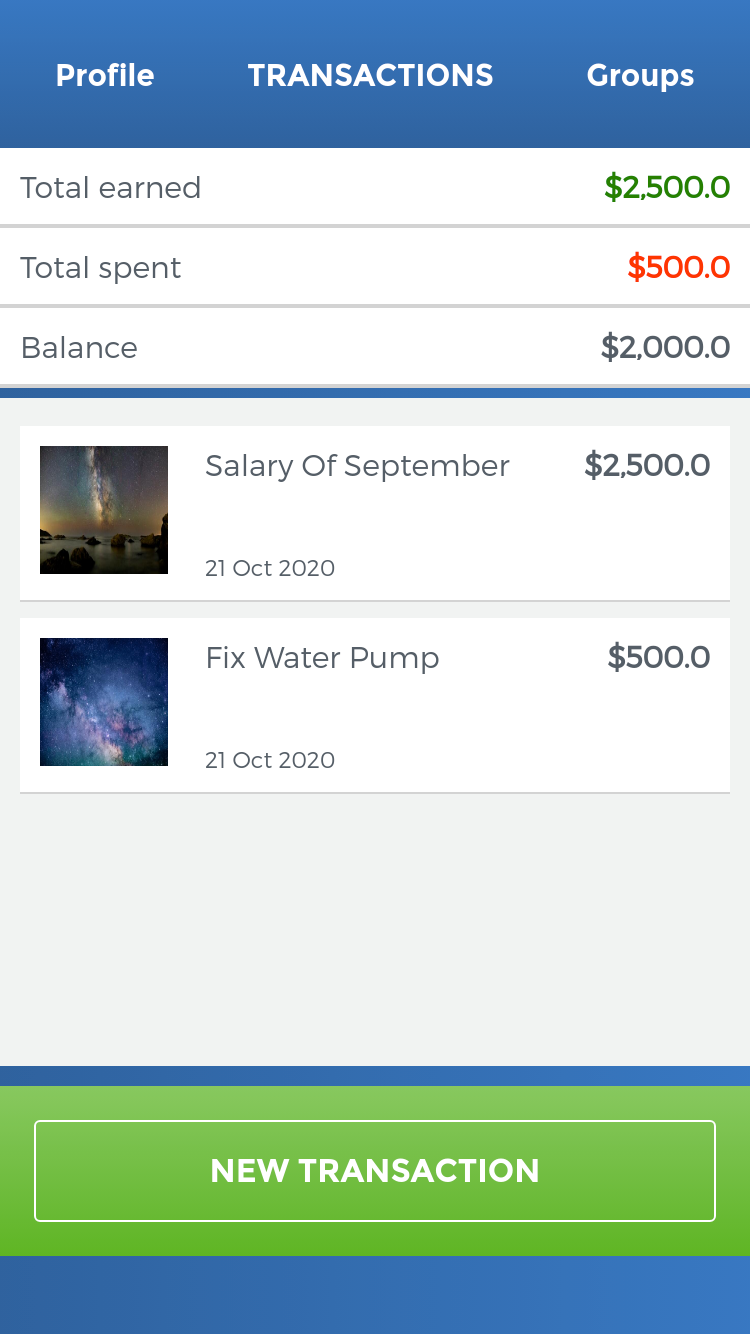 Profile TRANSACTIONS Groups
Total earned $2,500.0
Total spent $500.0
Balance $2,000.0
Salary Of September $2,500.0
21 Oct 2020
Fix Water Pump $500.0
21 Oct 2020
NEW TRANSACTION